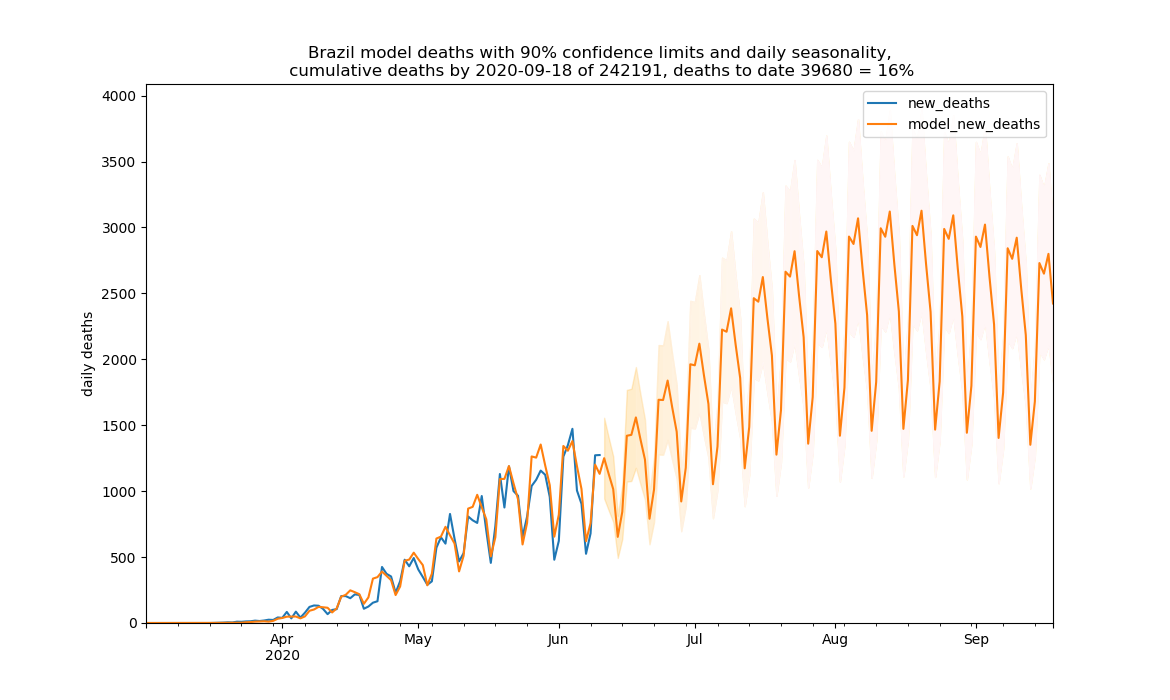 Brazil model deaths with 90% confidence limits and daily seasonality,
cumulative deaths by 2020-09-18 of 242191, deaths to date 39680 = 16%
new_deaths
model_new_deaths
daily deaths
4000
3500
3000
2500
2000
1500
1000
500
0
Apr
2020
May
Jun
Jul
Aug
Sep